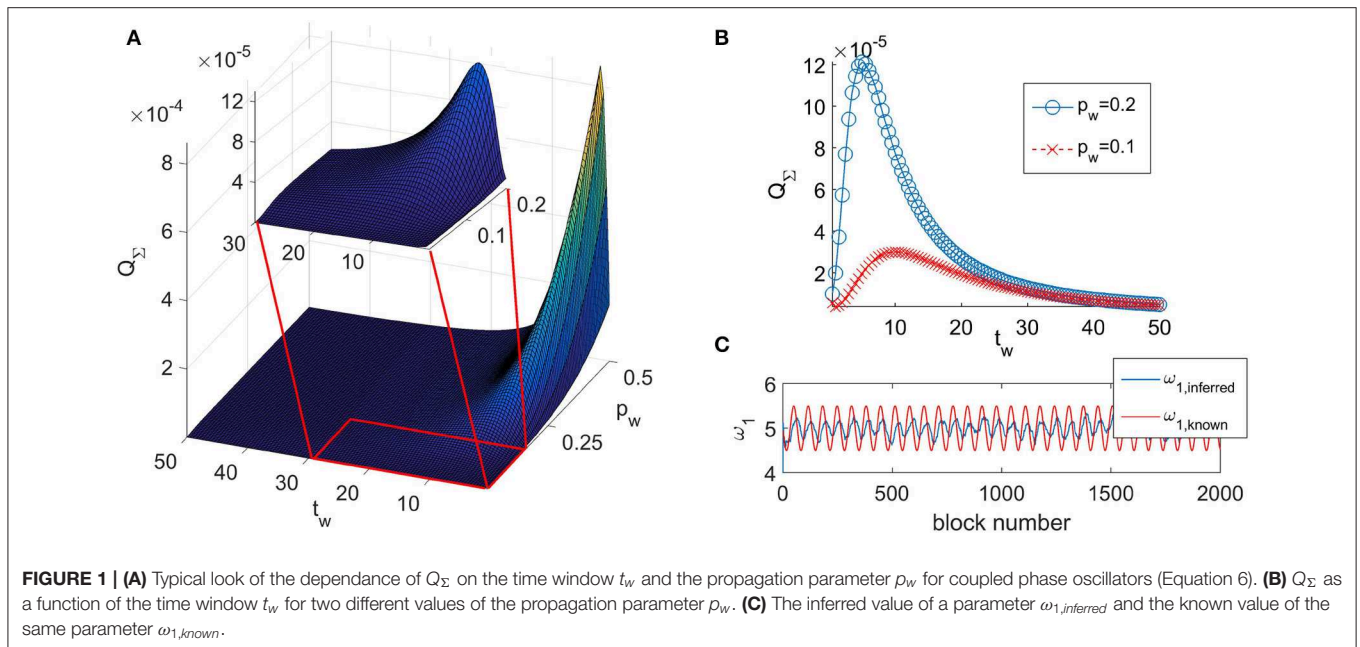 A
×10⁻⁵
12
8
4
×10⁻⁴
8
6
4
2
Q_Σ
30
20
10
0.1
0.2
50
40
30
20
10
t_w
0.25
0.5
p_w
B
×10⁻⁵
12
10
8
6
4
2
Q_Σ
10
20
30
40
50
t_w
p_w=0.2
p_w=0.1
C
6
5
4
ω_1
0
500
1000
1500
2000
block number
ω_1,inferred
ω_1,known
FIGURE 1 | (A) Typical look of the dependance of Q_Σ on the time window t_w and the propagation parameter p_w for coupled phase oscillators (Equation 6). (B) Q_Σ as
a function of the time window t_w for two different values of the propagation parameter p_w. (C) The inferred value of a parameter ω_1,inferred and the known value of the
same parameter ω_1,known.